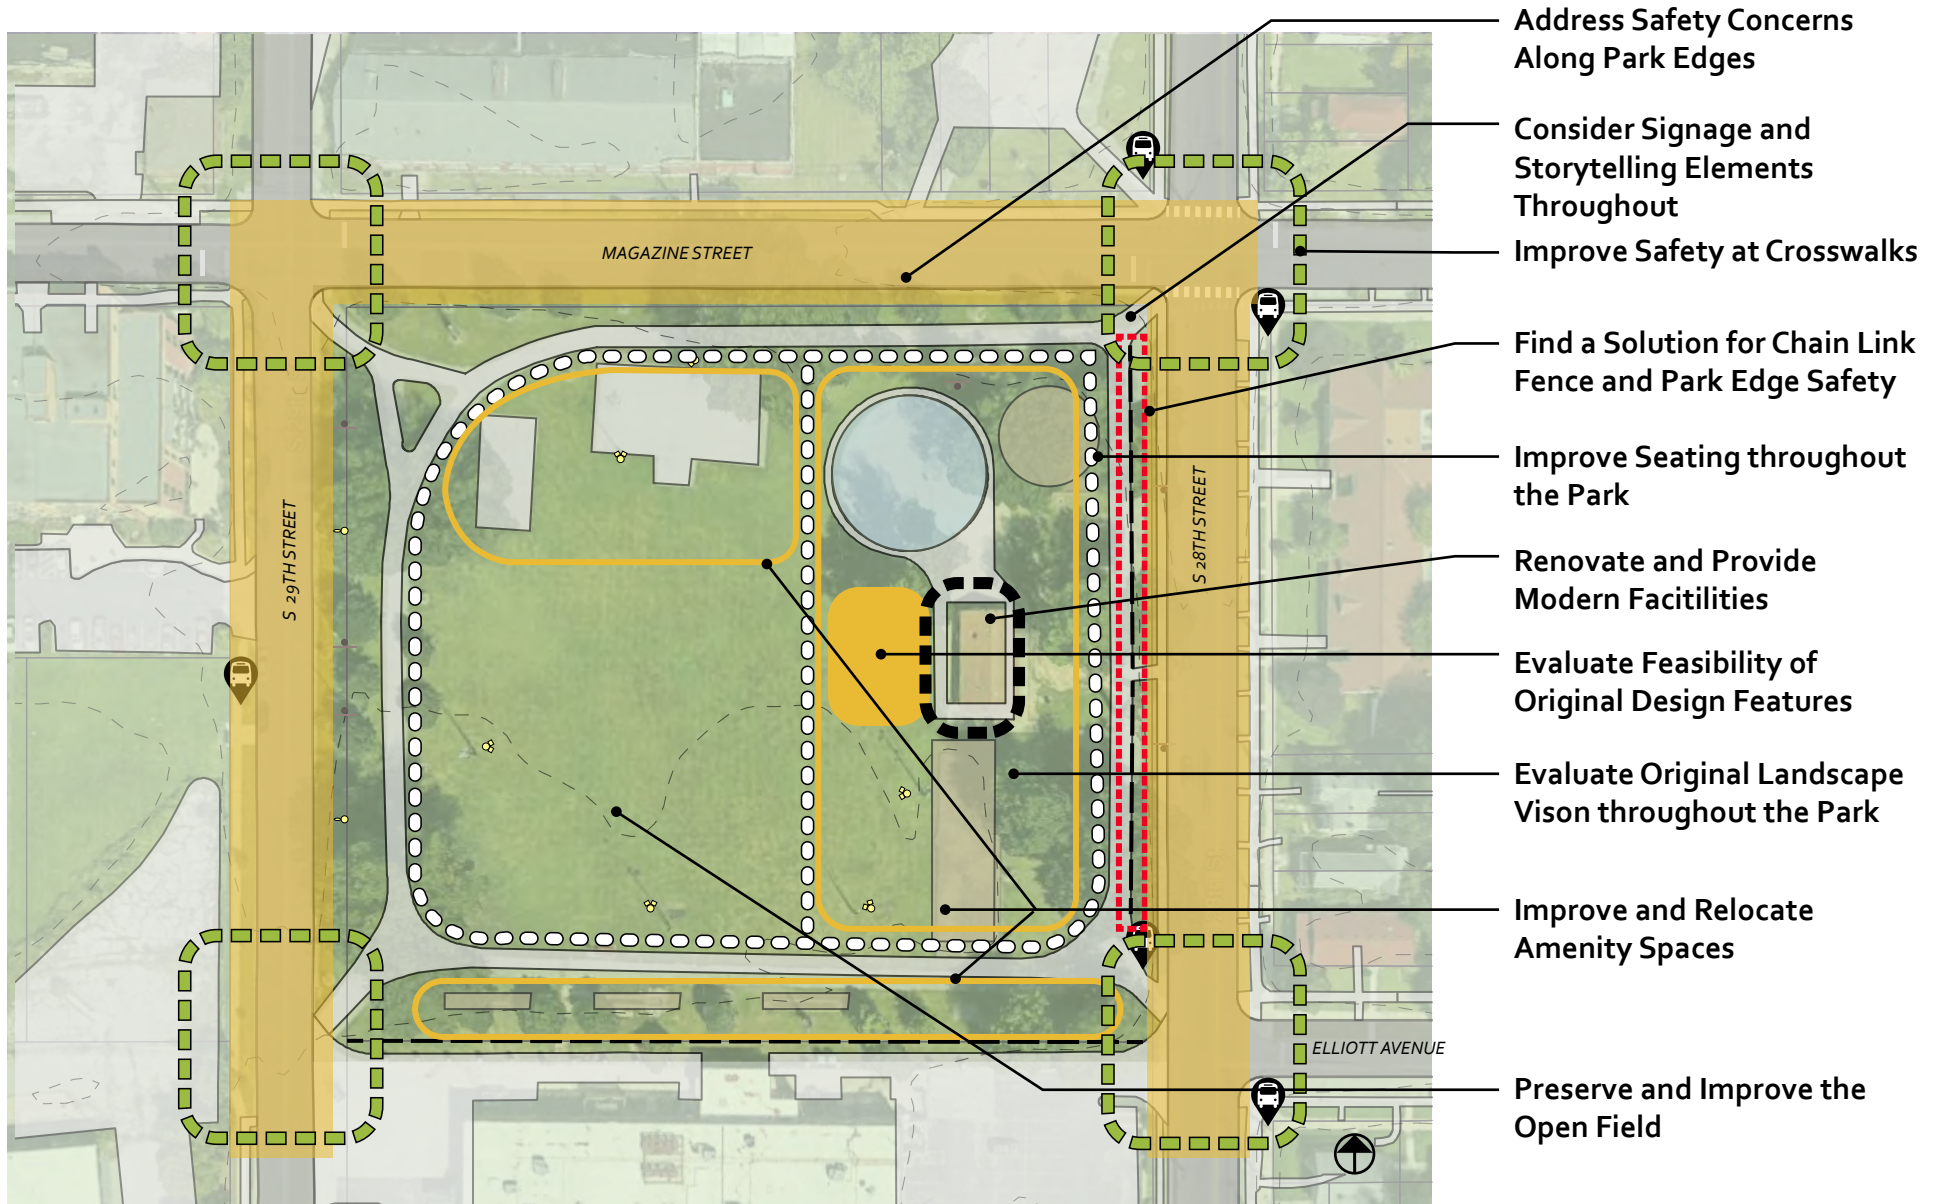 Address Safety Concerns
Along Park Edges
Consider Signage and
Storytelling Elements
Throughout
Improve Safety at Crosswalks
MAGAZINE STREET
Find a Solution for Chain Link
Fence and Park Edge Safety
Improve Seating throughout
the Park
S 29TH STREET
S 28TH STREET
Renovate and Provide
Modern Facitilities
Evaluate Feasibility of
Original Design Features
Evaluate Original Landscape
Vison throughout the Park
Improve and Relocate
Amenity Spaces
ELLIOTT AVENUE
Preserve and Improve the
Open Field